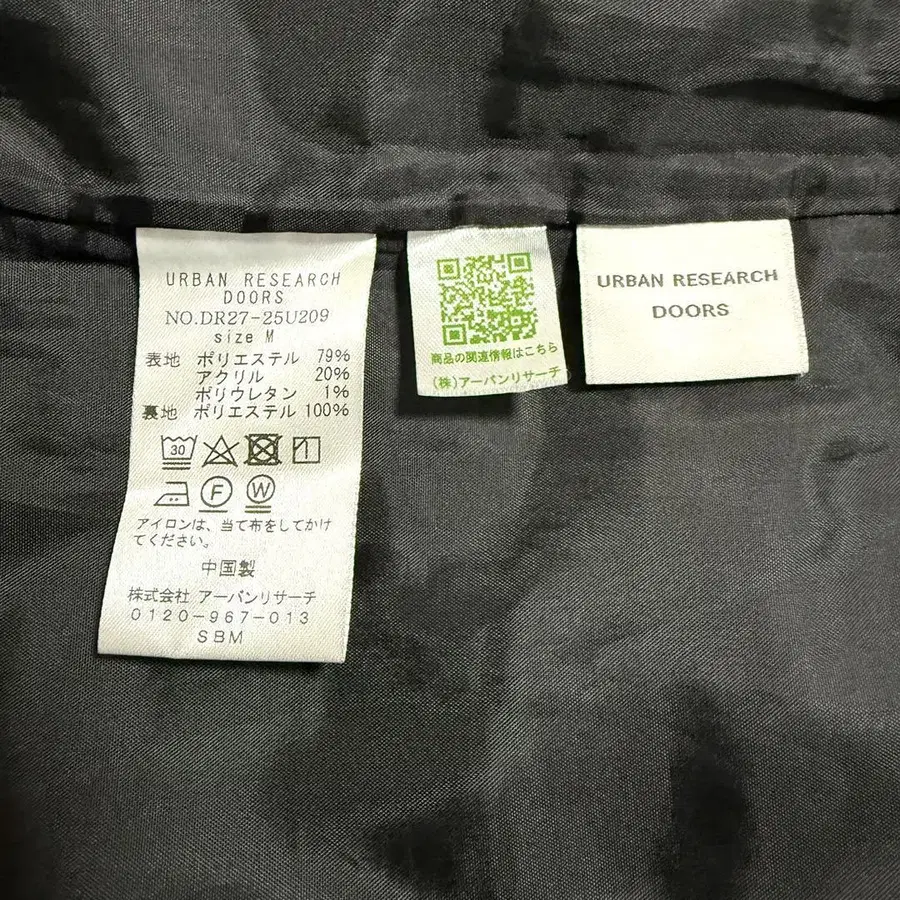 URBAN RESEARCH
DOORS
NO.DR27-25U209
size M
表地 ポリエステル 79%
アクリル 20%
ポリウレタン 1%
裏地 ポリエステル 100%
30
F
W
アイロンは、当て布をしてかけ
てください。
中国製
株式会社 アーバンリサーチ
0120-967-013
SBM
商品の関連情報はこちら
(株)アーバンリサーチ
URBAN RESEARCH
DOORS